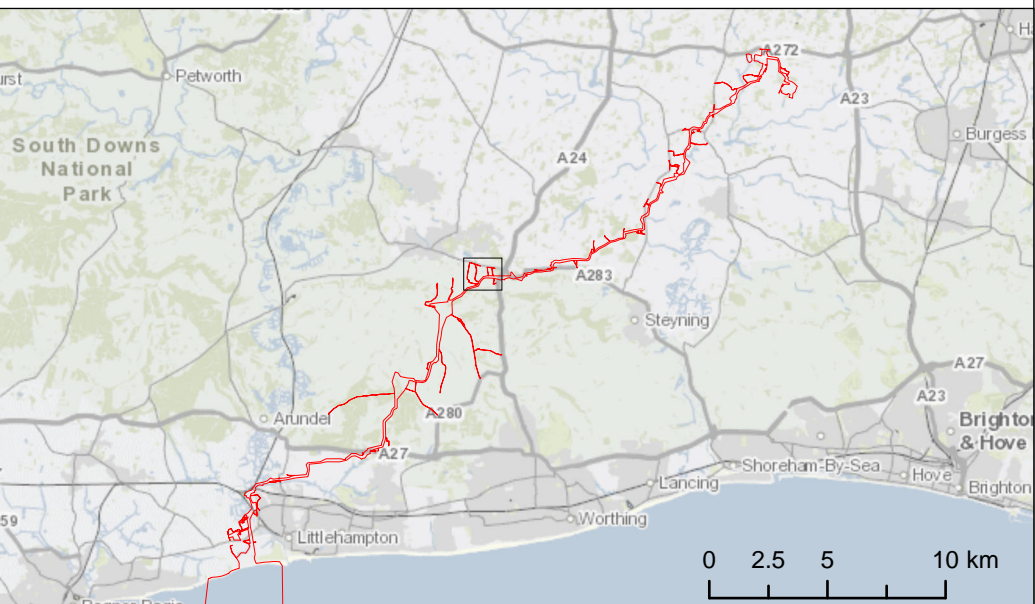 A272
Petworth
A23
Burgess
South Downs
National
Park
A24
A283
Steyning
A27
A23
Arundel
A280
Brighton
& Hove
A27
Shoreham-By-Sea
Hove
Lancing
Brighton
Worthing
59
Littlehampton
0 2.5 5 10 km